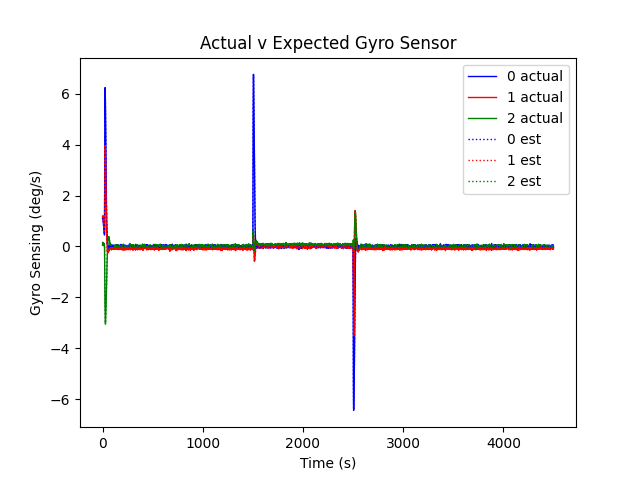 Actual v Expected Gyro Sensor
0 actual
1 actual
2 actual
0 est
1 est
2 est
6
4
2
0
−2
−4
−6
Gyro Sensing (deg/s)
0 1000 2000 3000 4000
Time (s)